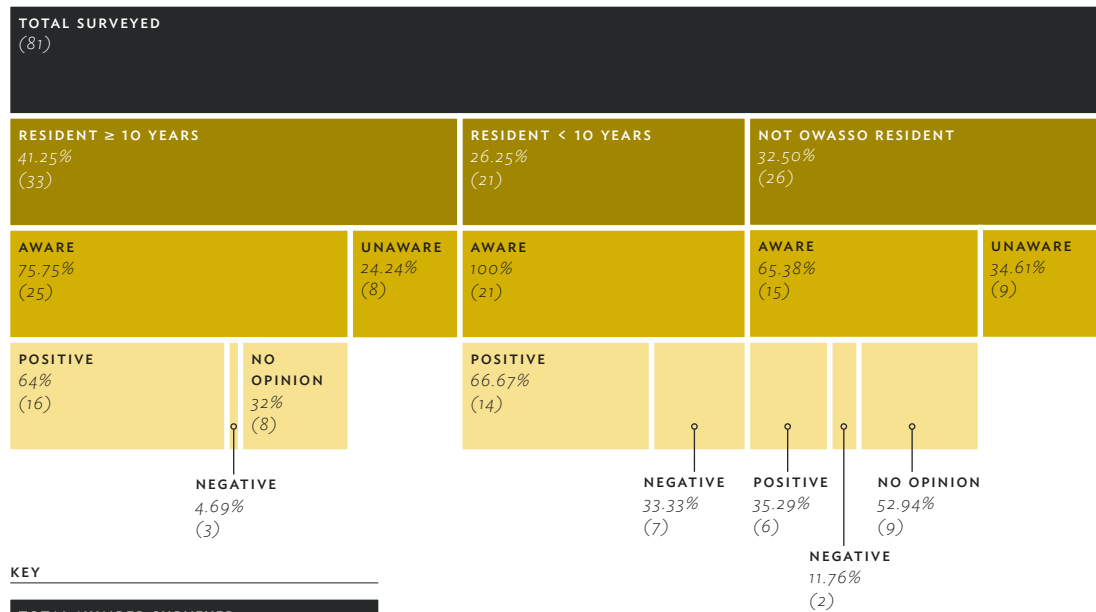 TOTAL SURVEYED
(81)
RESIDENT ≥ 10 YEARS
41.25%
(33)
RESIDENT < 10 YEARS
26.25%
(21)
NOT OWASSO RESIDENT
32.50%
(26)
AWARE
75.75%
(25)
UNAWARE
24.24%
(8)
AWARE
100%
(21)
AWARE
65.38%
(15)
UNAWARE
34.61%
(9)
POSITIVE
64%
(16)
NO
OPINION
32%
(8)
POSITIVE
66.67%
(14)
NEGATIVE
4.69%
(3)
NEGATIVE
33.33%
(7)
POSITIVE
35.29%
(6)
NO OPINION
52.94%
(9)
NEGATIVE
11.76%
(2)
KEY